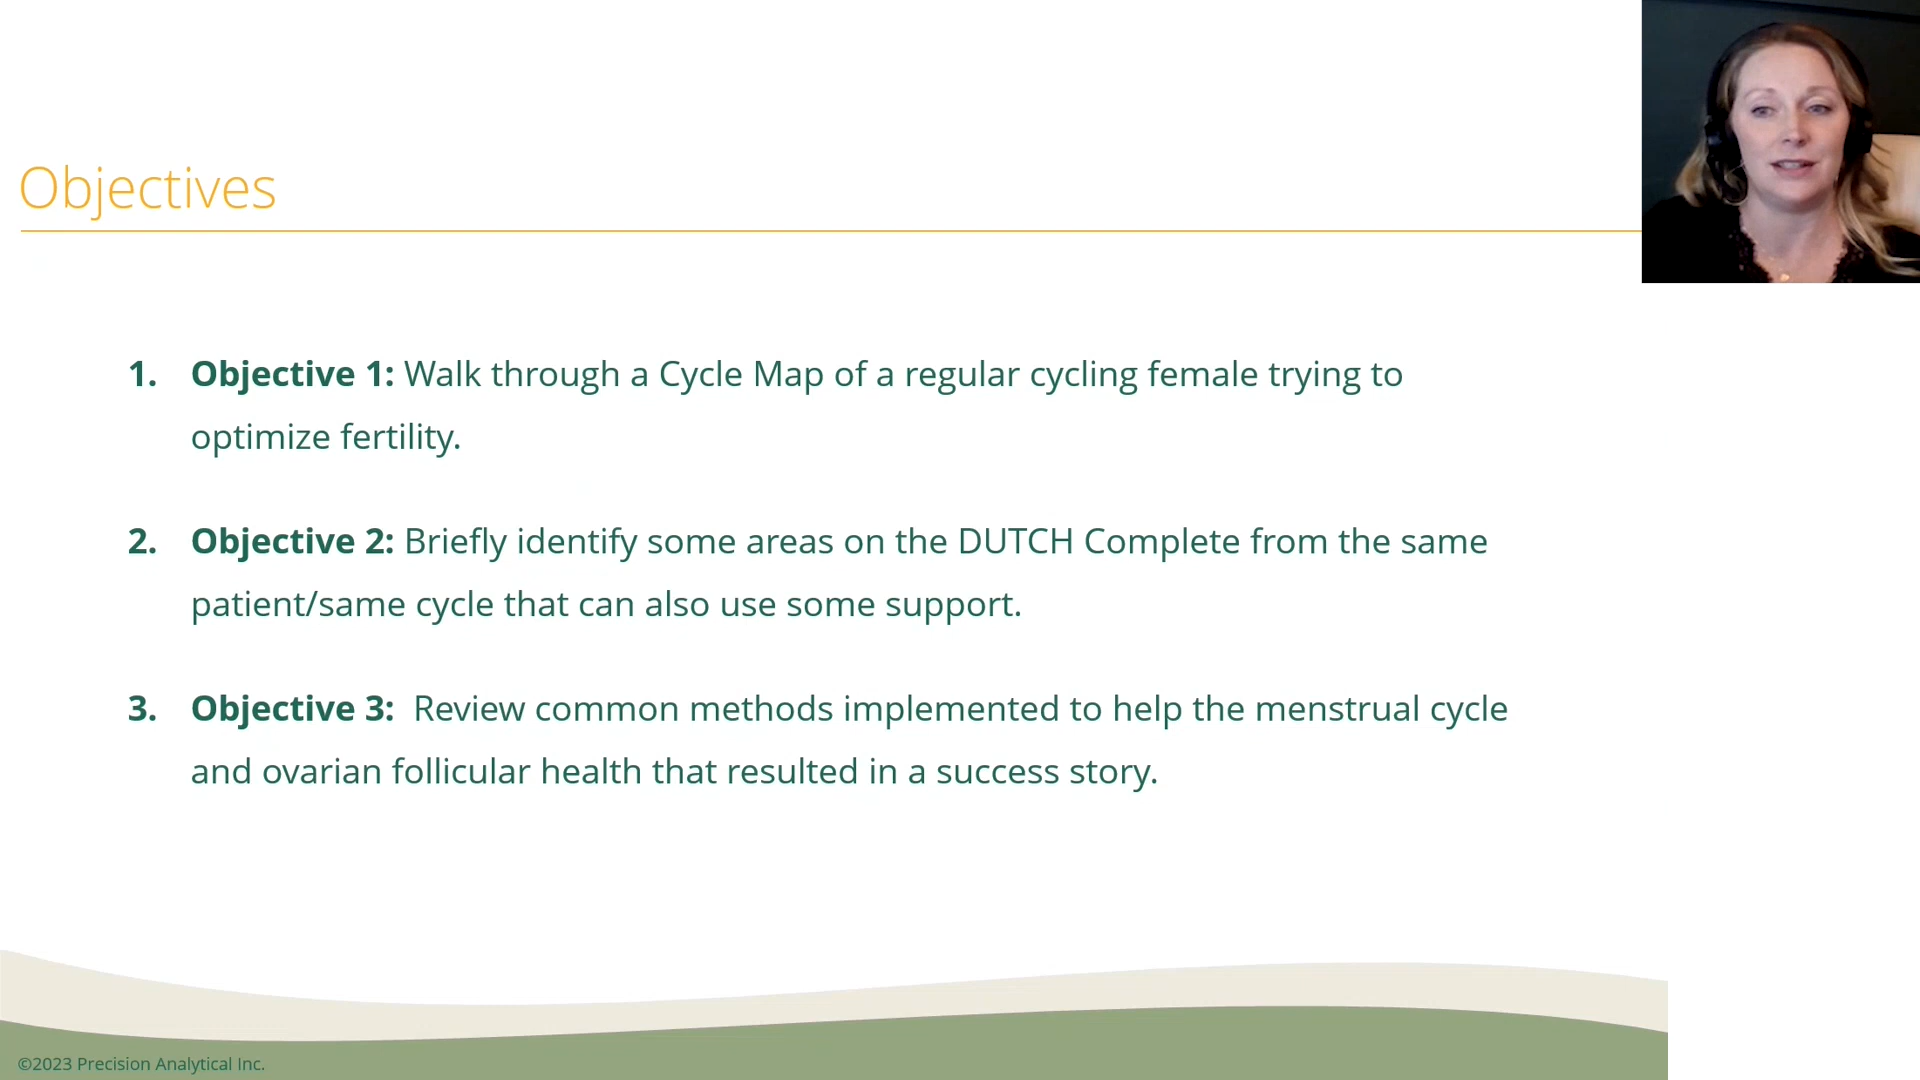 Objectives
1. Objective 1: Walk through a Cycle Map of a regular cycling female trying to
optimize fertility.
2. Objective 2: Briefly identify some areas on the DUTCH Complete from the same
patient/same cycle that can also use some support.
3. Objective 3: Review common methods implemented to help the menstrual cycle
and ovarian follicular health that resulted in a success story.
©2023 Precision Analytical Inc.